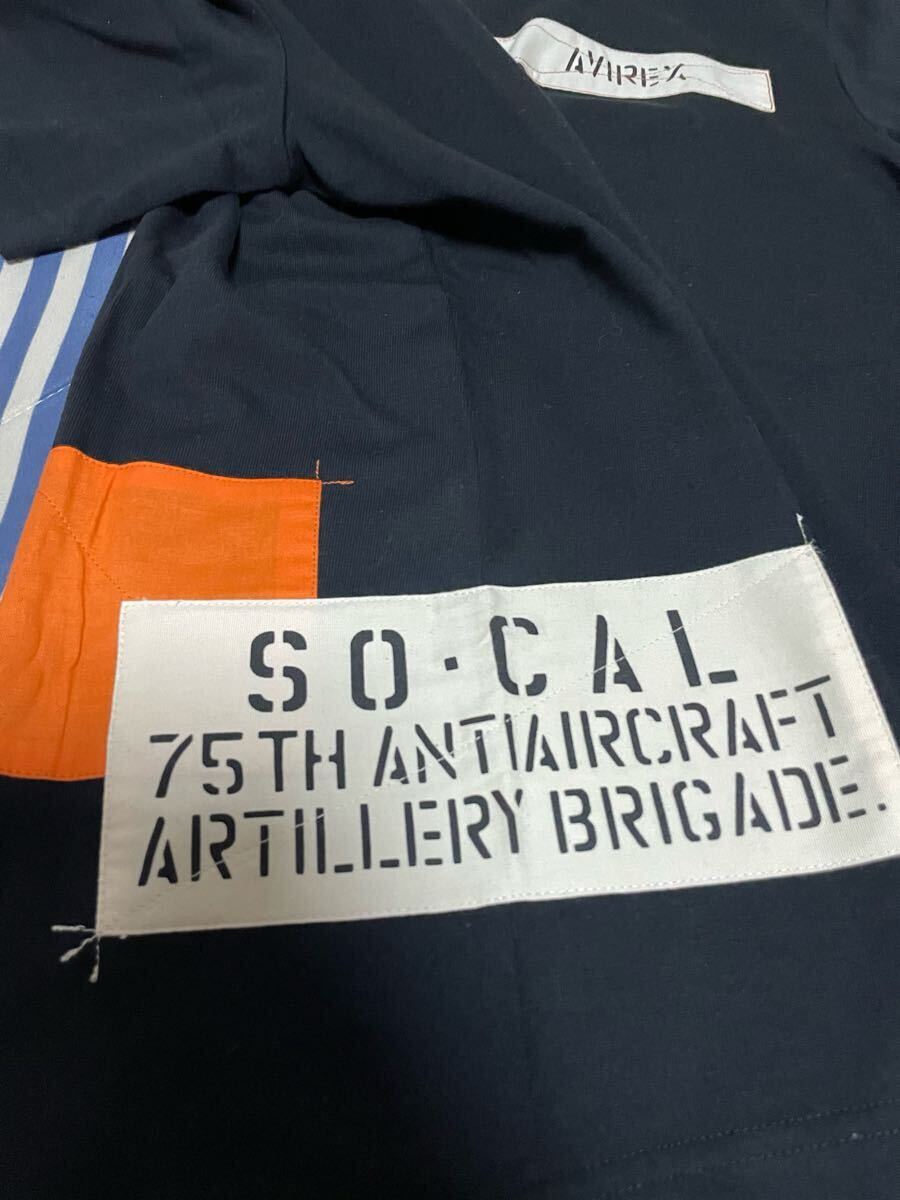 AVIREX
SO·CAL
75TH ANTIAIRCRAFT
ARTILLERY BRIGADE.